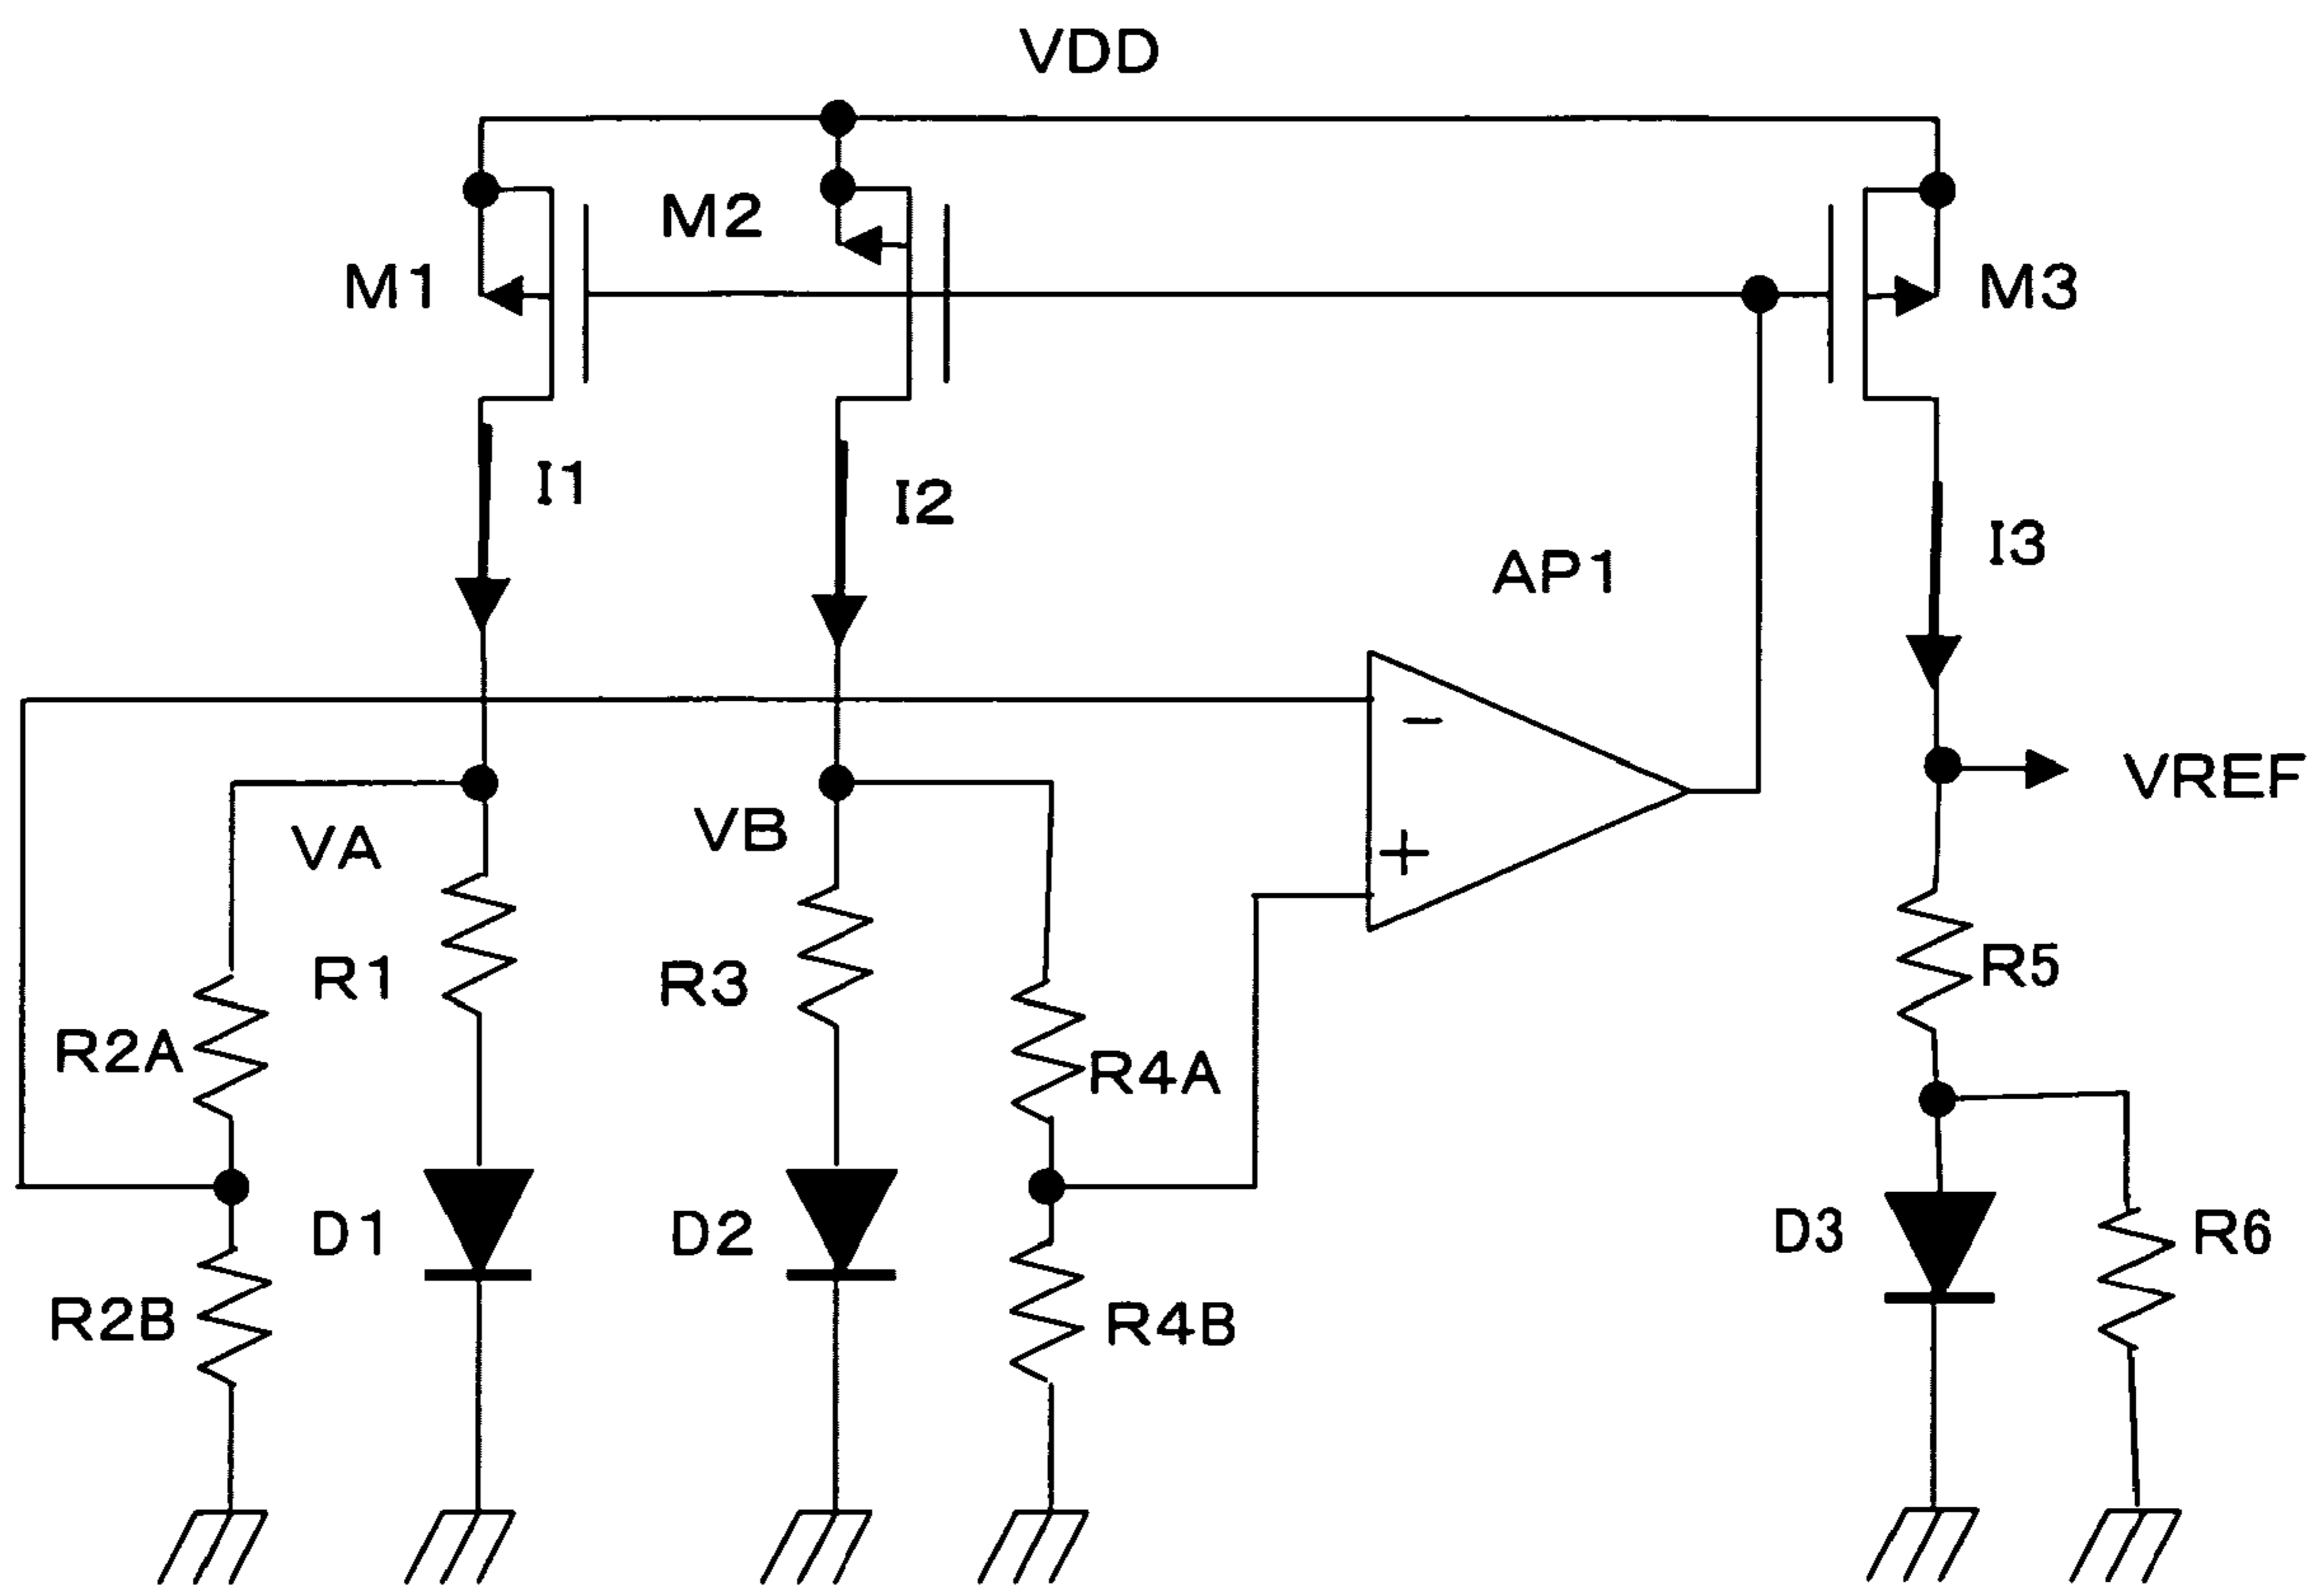 VDD
M1
M2
M3
I1
I2
I3
AP1
−
+
VREF
VA
VB
R1
R3
R5
R2A
R4A
D1
D2
D3
R6
R2B
R4B